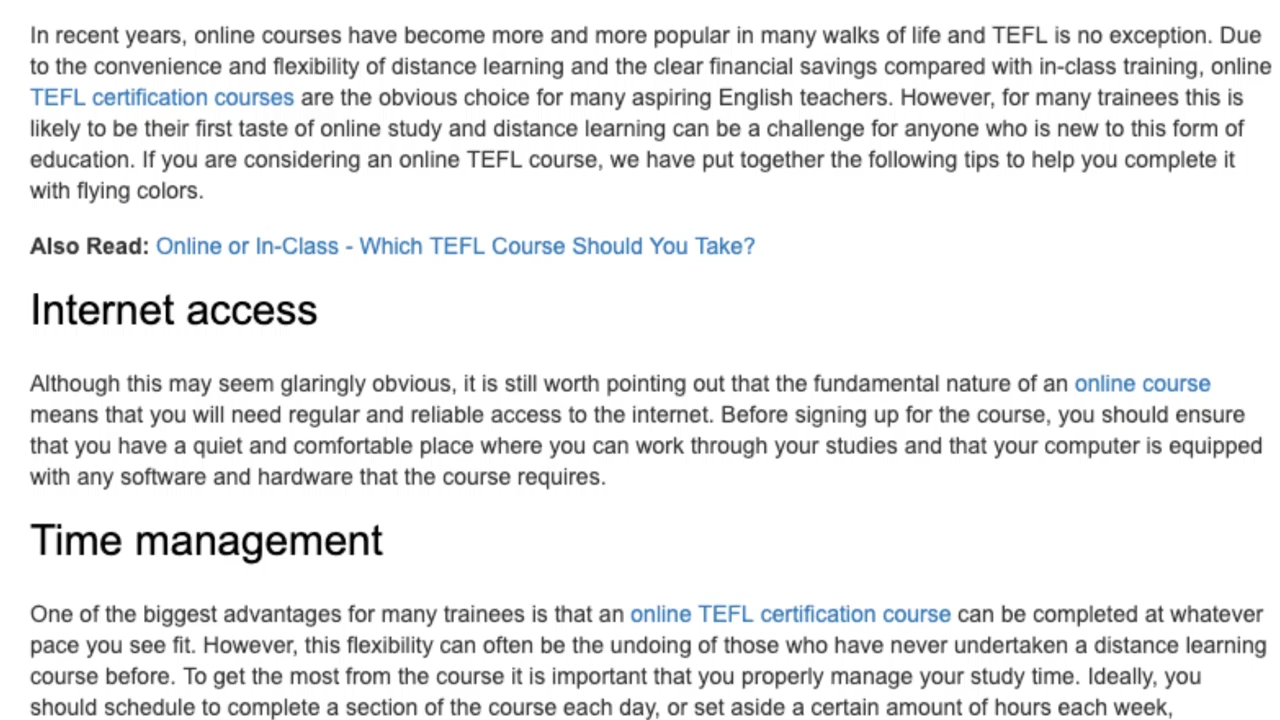 In recent years, online courses have become more and more popular in many walks of life and TEFL is no exception. Due
to the convenience and flexibility of distance learning and the clear financial savings compared with in-class training, online
TEFL certification courses are the obvious choice for many aspiring English teachers. However, for many trainees this is
likely to be their first taste of online study and distance learning can be a challenge for anyone who is new to this form of
education. If you are considering an online TEFL course, we have put together the following tips to help you complete it
with flying colors.
Also Read: Online or In-Class - Which TEFL Course Should You Take?
Internet access
Although this may seem glaringly obvious, it is still worth pointing out that the fundamental nature of an online course
means that you will need regular and reliable access to the internet. Before signing up for the course, you should ensure
that you have a quiet and comfortable place where you can work through your studies and that your computer is equipped
with any software and hardware that the course requires.
Time management
One of the biggest advantages for many trainees is that an online TEFL certification course can be completed at whatever
pace you see fit. However, this flexibility can often be the undoing of those who have never undertaken a distance learning
course before. To get the most from the course it is important that you properly manage your study time. Ideally, you
should schedule to complete a section of the course each day, or set aside a certain amount of hours each week,